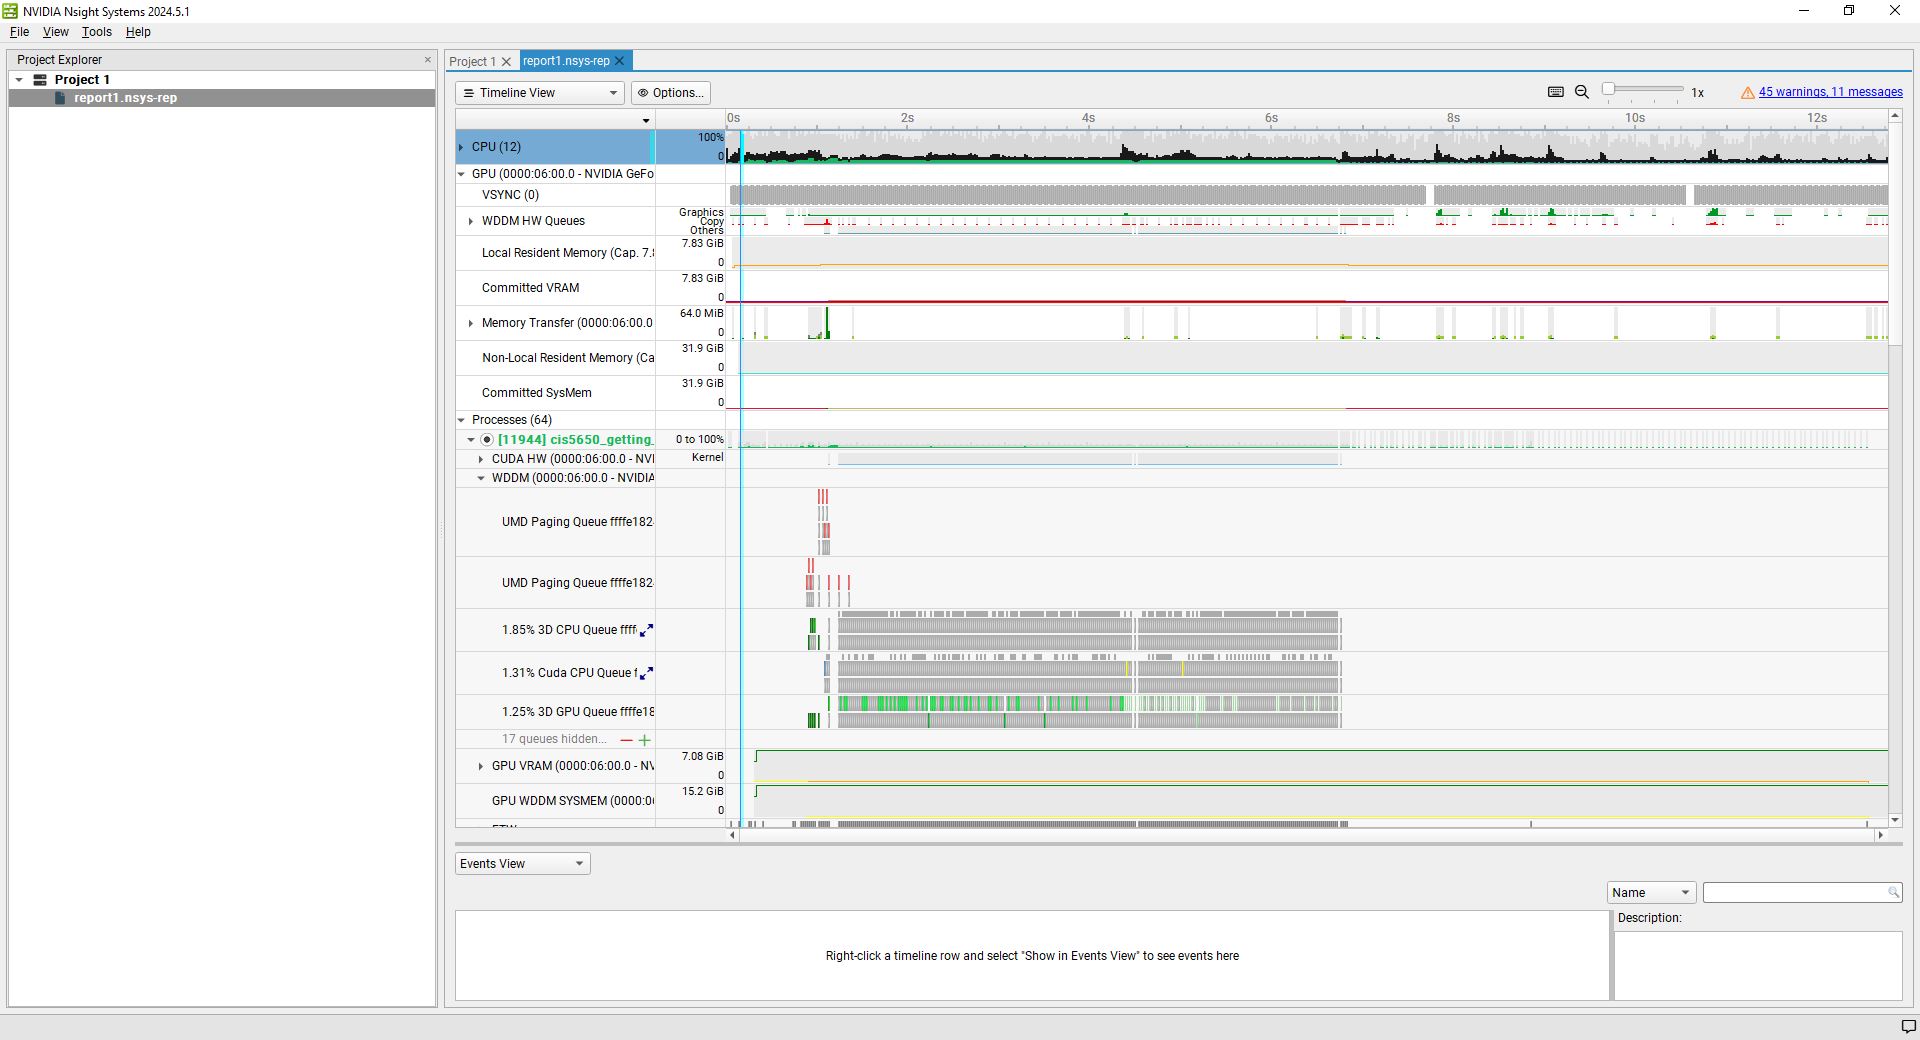 NVIDIA Nsight Systems 2024.5.1
File View Tools Help
Project Explorer
Project 1
report1.nsys-rep
Project 1
report1.nsys-rep
Timeline View
Options...
1x
45 warnings, 11 messages
0s 2s 4s 6s 8s 10s 12s
CPU (12)
100%
0
GPU (0000:06:00.0 - NVIDIA GeFo
VSYNC (0)
WDDM HW Queues
Graphics
Copy
Others
Local Resident Memory (Cap. 7.8
7.83 GiB
0
Committed VRAM
7.83 GiB
0
Memory Transfer (0000:06:00.0
64.0 MiB
0
Non-Local Resident Memory (Ca
31.9 GiB
0
Committed SysMem
31.9 GiB
0
Processes (64)
[11944] cis5650_getting_
0 to 100%
CUDA HW (0000:06:00.0 - NVI
Kernel
WDDM (0000:06:00.0 - NVIDIA
UMD Paging Queue ffffe182
UMD Paging Queue ffffe182
1.85% 3D CPU Queue ffff
1.31% Cuda CPU Queue f
1.25% 3D GPU Queue ffffe18
17 queues hidden...
GPU VRAM (0000:06:00.0 - NV
7.08 GiB
0
GPU WDDM SYSMEM (0000:0
15.2 GiB
0
Events View
Name
Description:
Right-click a timeline row and select "Show in Events View" to see events here